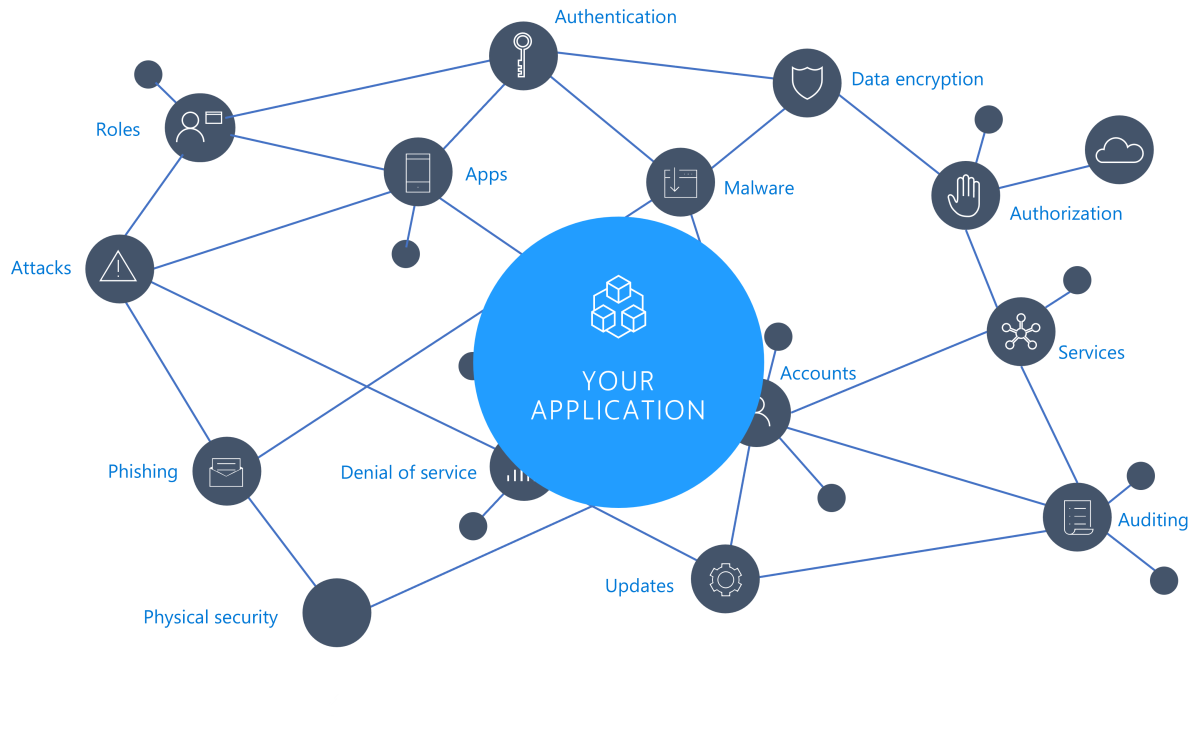 Authentication
Data encryption
Roles
Apps
Malware
Authorization
Attacks
Services
YOUR
APPLICATION
Accounts
Phishing
Denial of service
Auditing
Updates
Physical security